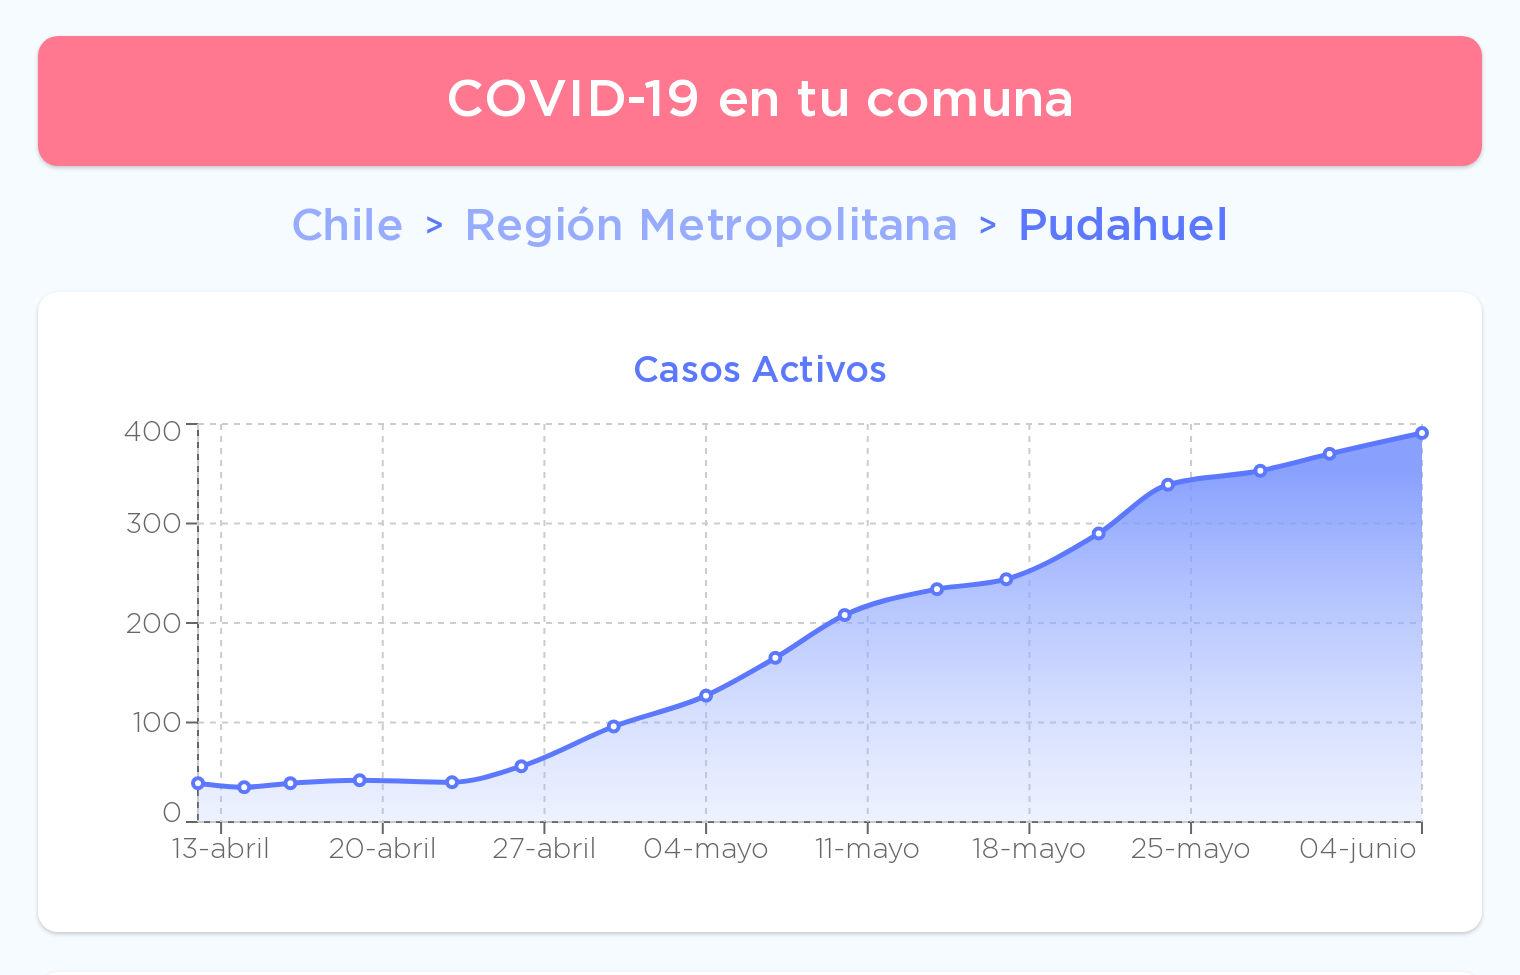 COVID-19 en tu comuna
Chile > Región Metropolitana > Pudahuel
Casos Activos
400
300
200
100
0
13-abril 20-abril 27-abril 04-mayo 11-mayo 18-mayo 25-mayo 04-junio